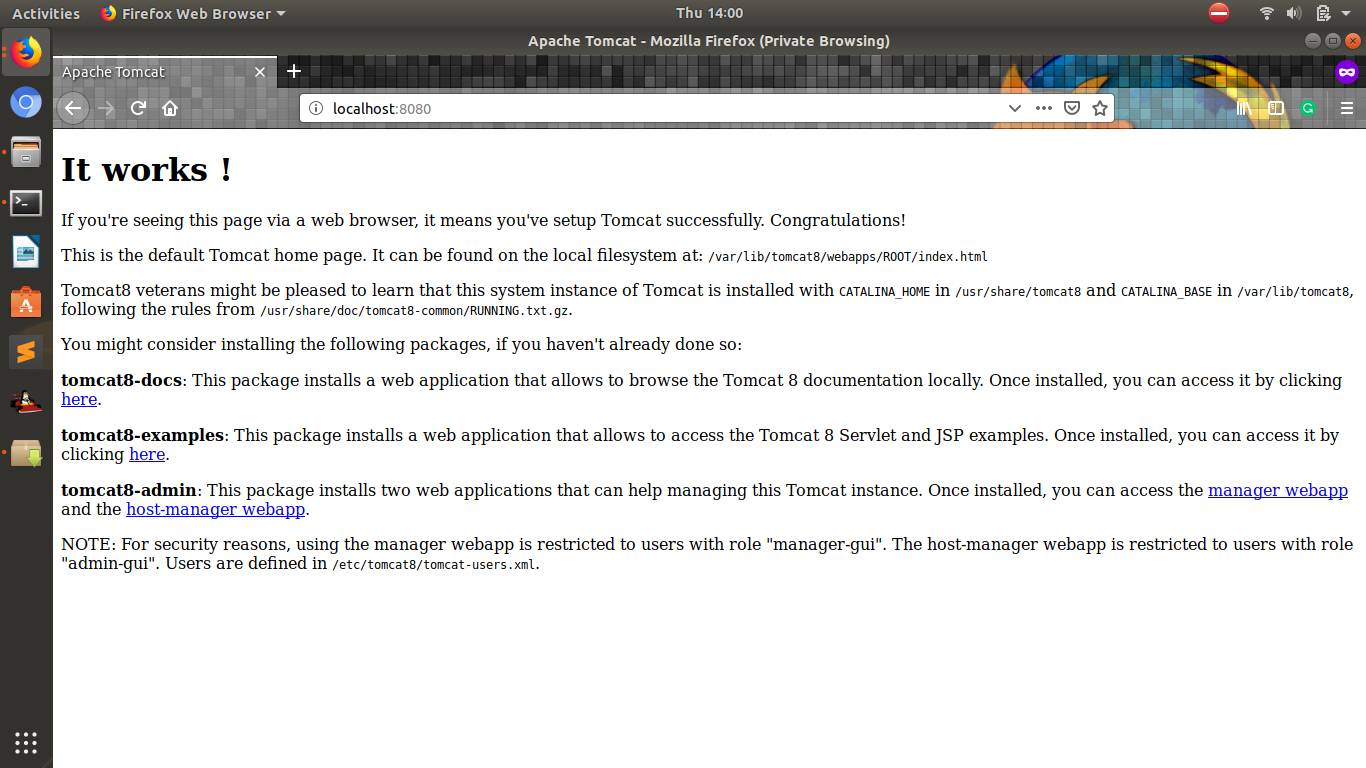 Activities Firefox Web Browser Thu 14:00
Apache Tomcat - Mozilla Firefox (Private Browsing)
Apache Tomcat
localhost:8080
It works !
If you're seeing this page via a web browser, it means you've setup Tomcat successfully. Congratulations!
This is the default Tomcat home page. It can be found on the local filesystem at: /var/lib/tomcat8/webapps/ROOT/index.html
Tomcat8 veterans might be pleased to learn that this system instance of Tomcat is installed with CATALINA_HOME in /usr/share/tomcat8 and CATALINA_BASE in /var/lib/tomcat8,
following the rules from /usr/share/doc/tomcat8-common/RUNNING.txt.gz.
You might consider installing the following packages, if you haven't already done so:
tomcat8-docs: This package installs a web application that allows to browse the Tomcat 8 documentation locally. Once installed, you can access it by clicking
here.
tomcat8-examples: This package installs a web application that allows to access the Tomcat 8 Servlet and JSP examples. Once installed, you can access it by
clicking here.
tomcat8-admin: This package installs two web applications that can help managing this Tomcat instance. Once installed, you can access the manager webapp
and the host-manager webapp.
NOTE: For security reasons, using the manager webapp is restricted to users with role "manager-gui". The host-manager webapp is restricted to users with role
"admin-gui". Users are defined in /etc/tomcat8/tomcat-users.xml.